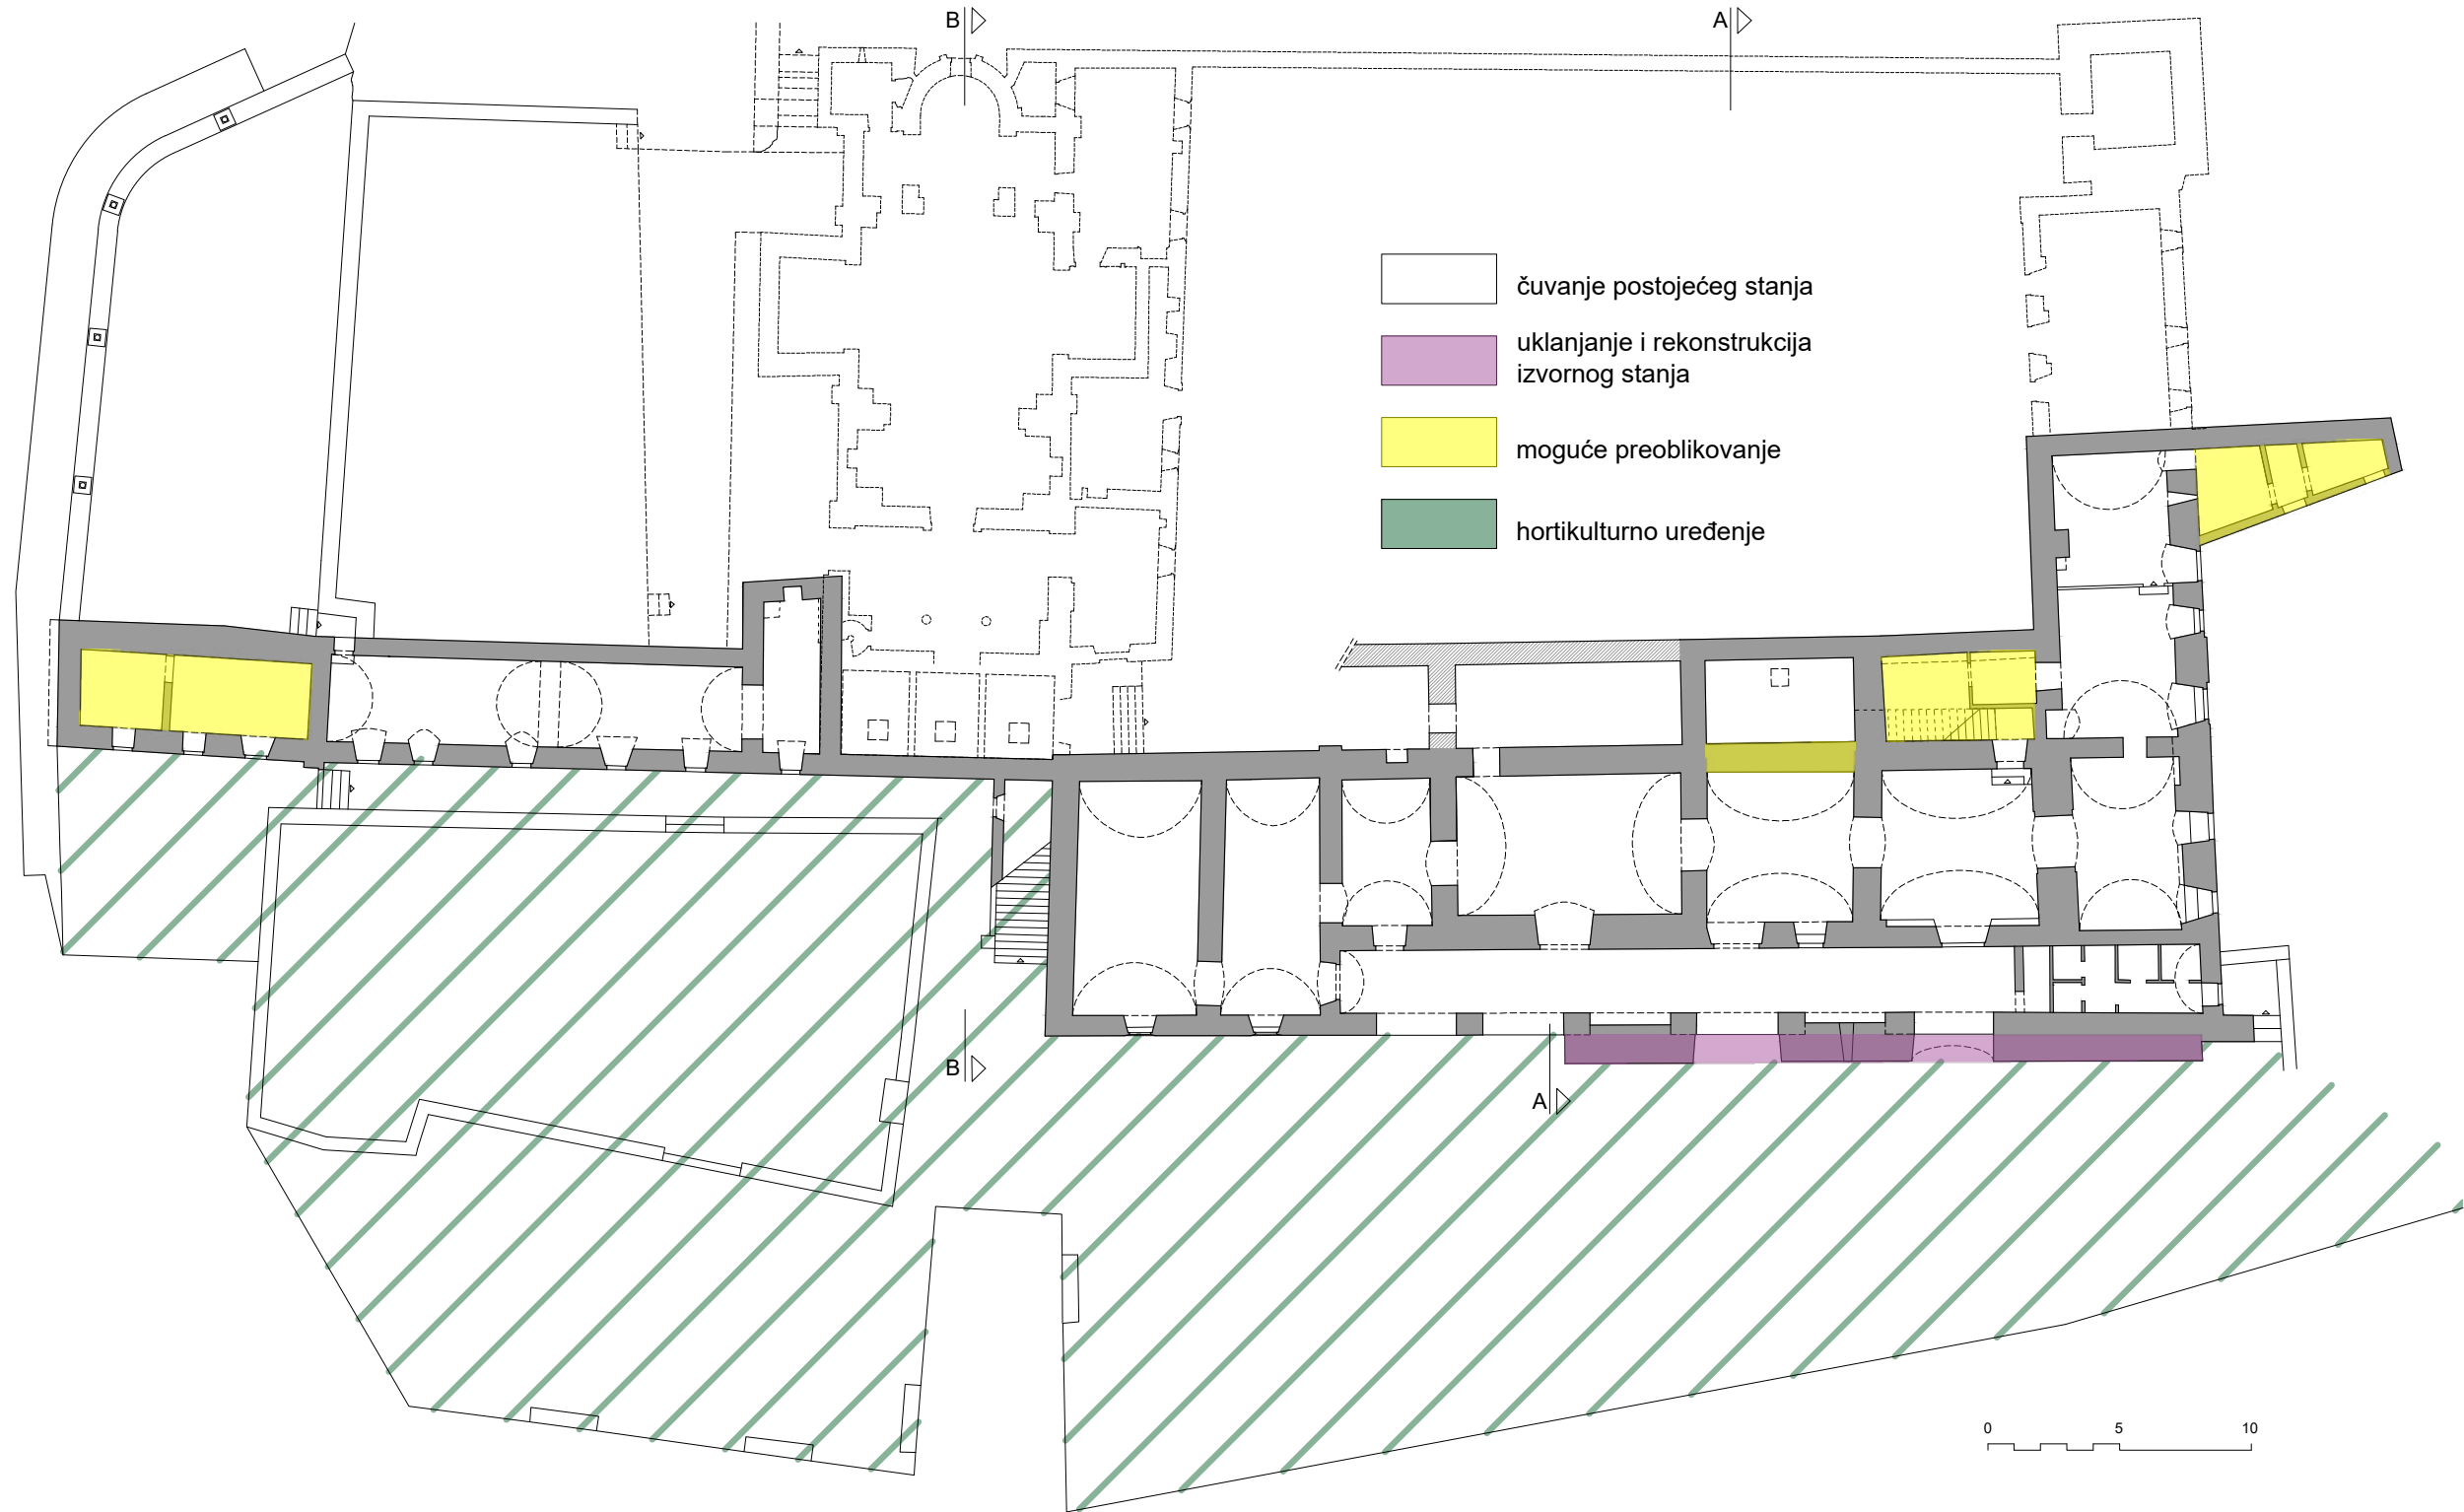 B
A
čuvanje postojećeg stanja
uklanjanje i rekonstrukcija
izvornog stanja
moguće preoblikovanje
hortikulturno uređenje
B
A
0 5 10